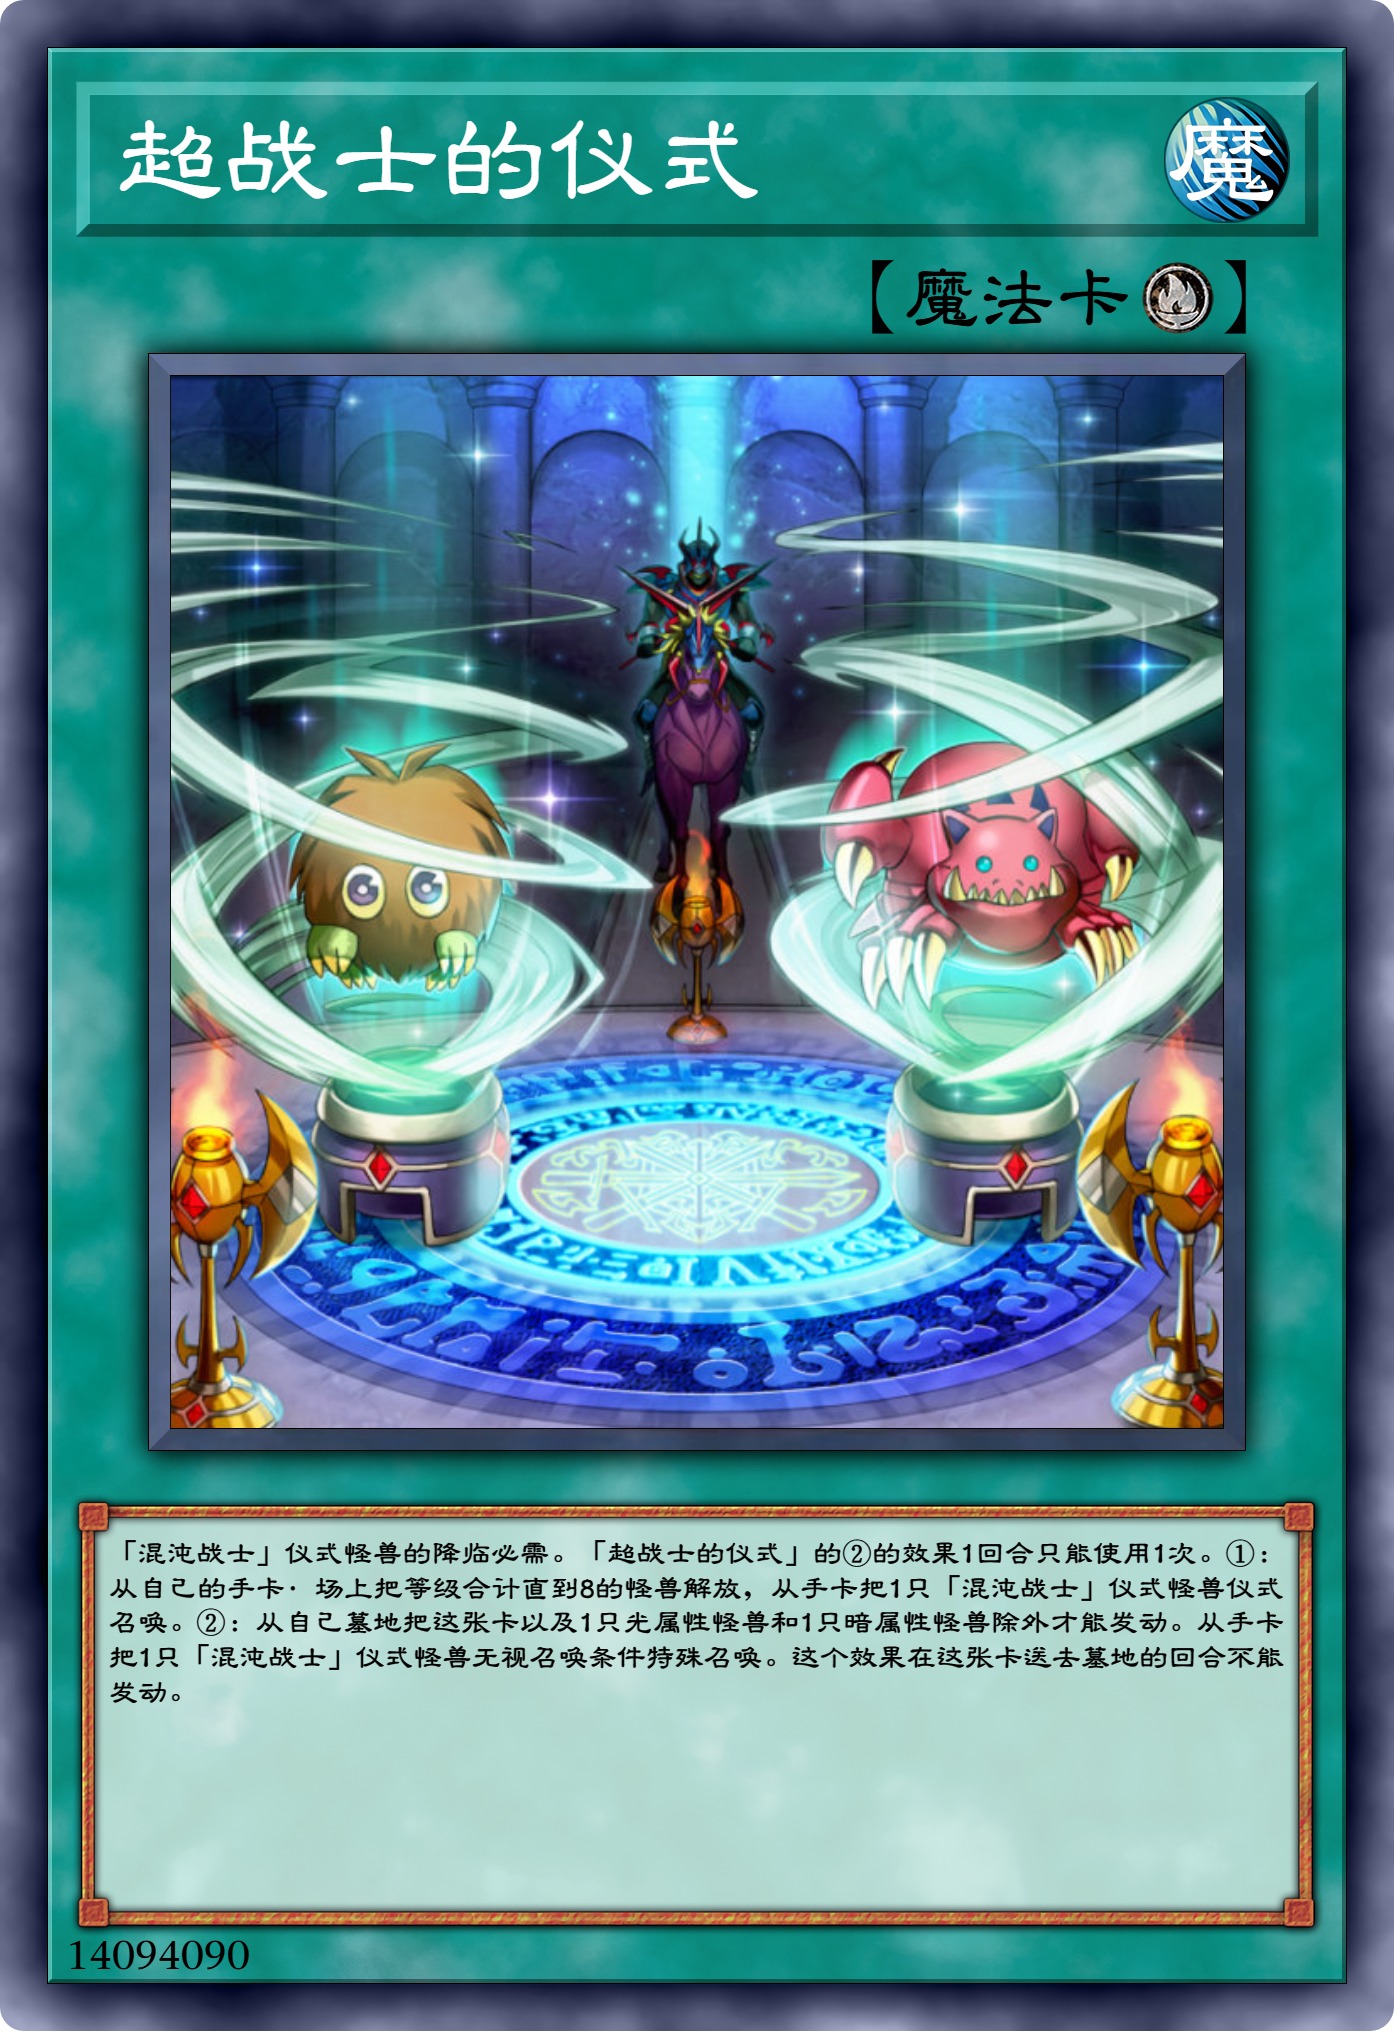 超战士的仪式
魔
【魔法卡】
「混沌战士」仪式怪兽的降临必需。「超战士的仪式」的②的效果1回合只能使用1次。①：
从自己的手卡·场上把等级合计直到8的怪兽解放，从手卡把1只「混沌战士」仪式怪兽仪式
召唤。②：从自己墓地把这张卡以及1只光属性怪兽和1只暗属性怪兽除外才能发动。从手卡
把1只「混沌战士」仪式怪兽无视召唤条件特殊召唤。这个效果在这张卡送去墓地的回合不能
发动。
14094090